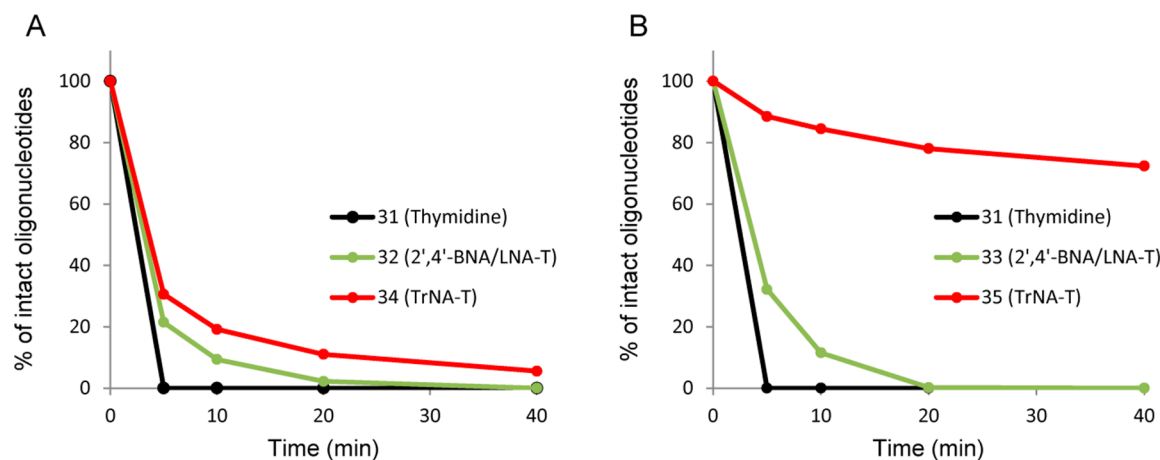 A
% of intact oligonucleotides
100
80
60
40
20
0
31 (Thymidine)
32 (2',4'-BNA/LNA-T)
34 (TrNA-T)
0 10 20 30 40
Time (min)
B
% of intact oligonucleotides
100
80
60
40
20
0
31 (Thymidine)
33 (2',4'-BNA/LNA-T)
35 (TrNA-T)
0 10 20 30 40
Time (min)